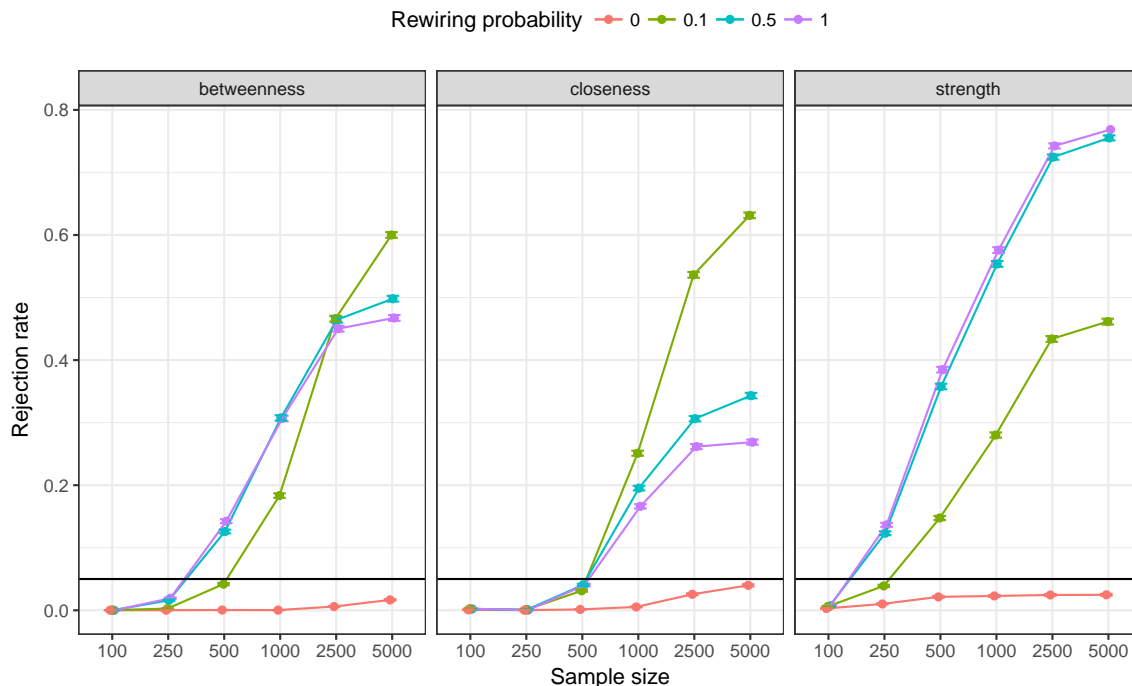 Rewiring probability 0 0.1 0.5 1
betweenness closeness strength
0.8
0.6
0.4
0.2
0.0
Rejection rate
100 250 500 1000 2500 5000 100 250 500 1000 2500 5000 100 250 500 1000 2500 5000
Sample size